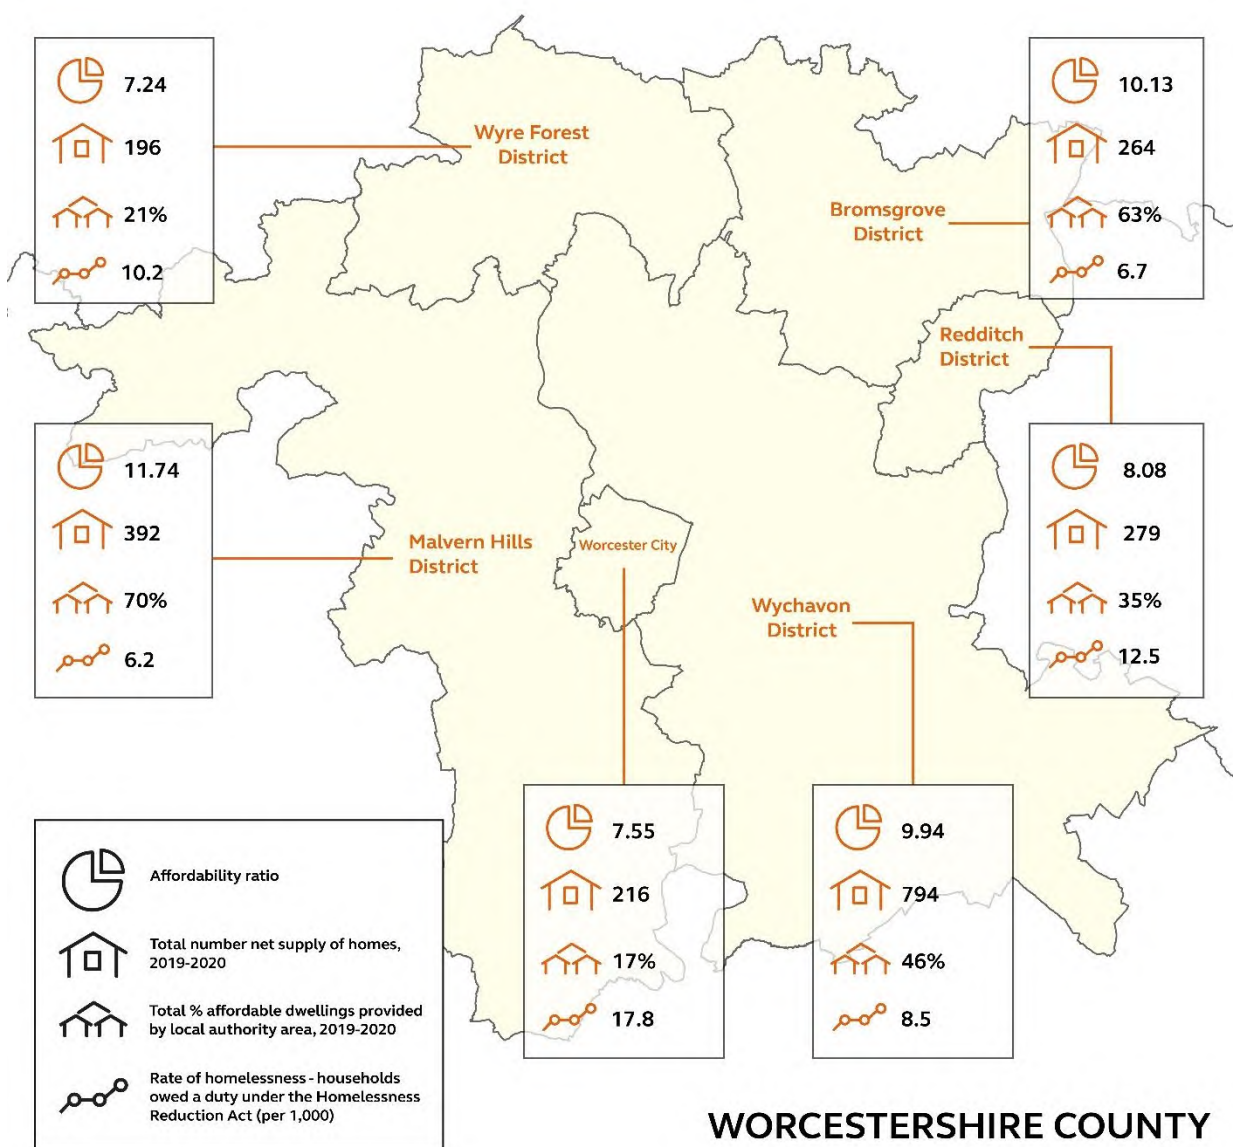 7.24
196
21%
10.2
Wyre Forest
District
Bromsgrove
District
10.13
264
63%
6.7
Redditch
District
11.74
392
70%
6.2
Malvern Hills
District
Worcester City
Wychavon
District
8.08
279
35%
12.5
7.55
216
17%
17.8
9.94
794
46%
8.5
Affordability ratio
Total number net supply of homes,
2019-2020
Total % affordable dwellings provided
by local authority area, 2019-2020
Rate of homelessness - households
owed a duty under the Homelessness
Reduction Act (per 1,000)
WORCESTERSHIRE COUNTY